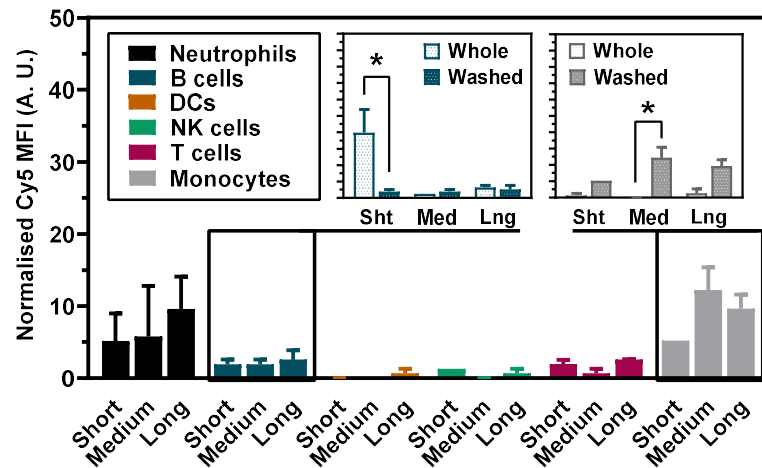 Normalised Cy5 MFI (A. U.)
50
40
30
20
10
0
Neutrophils
B cells
DCs
NK cells
T cells
Monocytes
Whole
Washed
*
Sht Med Lng
Whole
Washed
*
Sht Med Lng
Short Medium Long Short Medium Long Short Medium Long Short Medium Long Short Medium Long Short Medium Long